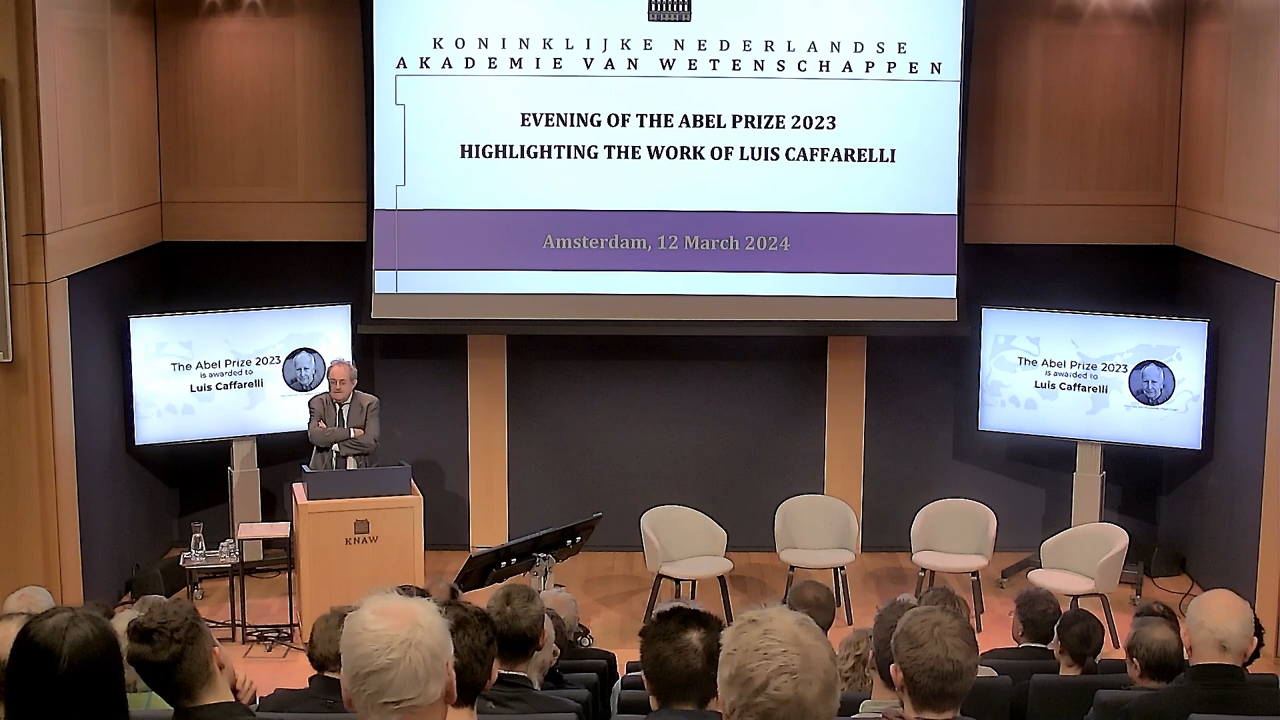 KONINKLIJKE NEDERLANDSE
AKADEMIE VAN WETENSCHAPPEN
EVENING OF THE ABEL PRIZE 2023
HIGHLIGHTING THE WORK OF LUIS CAFFARELLI
Amsterdam, 12 March 2024
The Abel Prize 2023
is awarded to
Luis Caffarelli
The Abel Prize 2023
is awarded to
Luis Caffarelli
KNAW